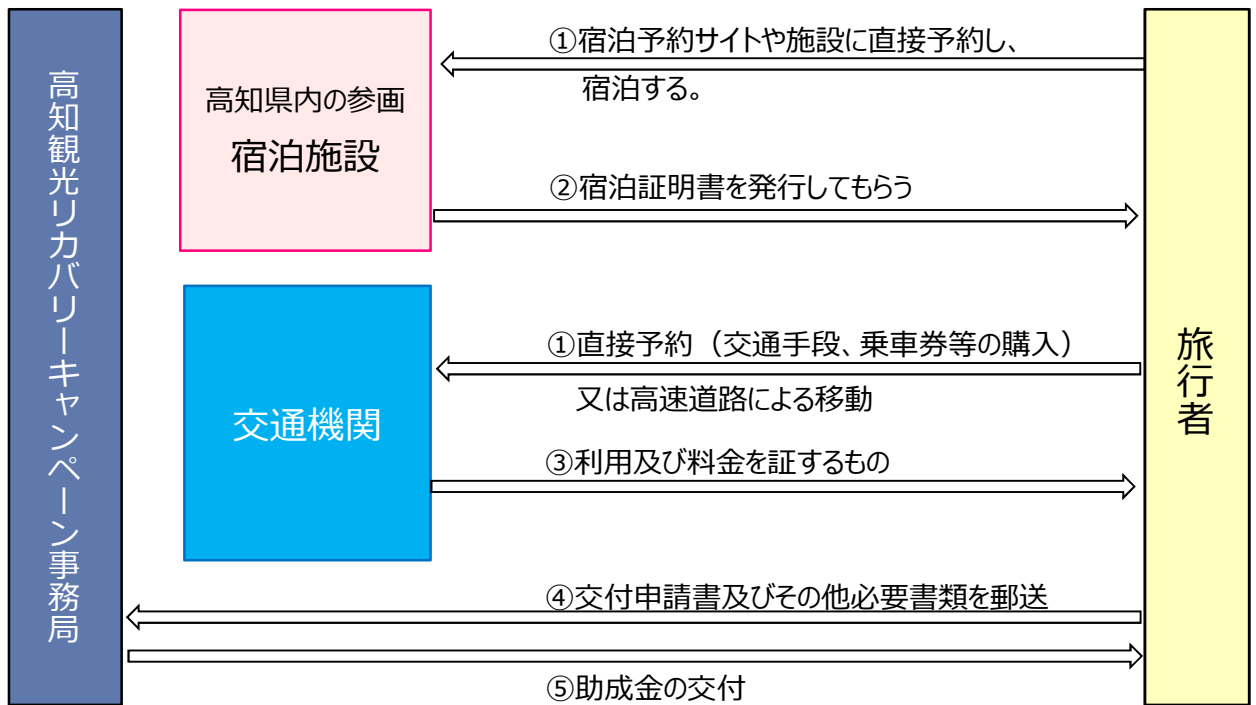 高知観光リカバリーキャンペーン事務局
高知県内の参画
宿泊施設
①宿泊予約サイトや施設に直接予約し、
宿泊する。
②宿泊証明書を発行してもらう
交通機関
①直接予約（交通手段、乗車券等の購入）
又は高速道路による移動
③利用及び料金を証するもの
④交付申請書及びその他必要書類を郵送
⑤助成金の交付
旅行者